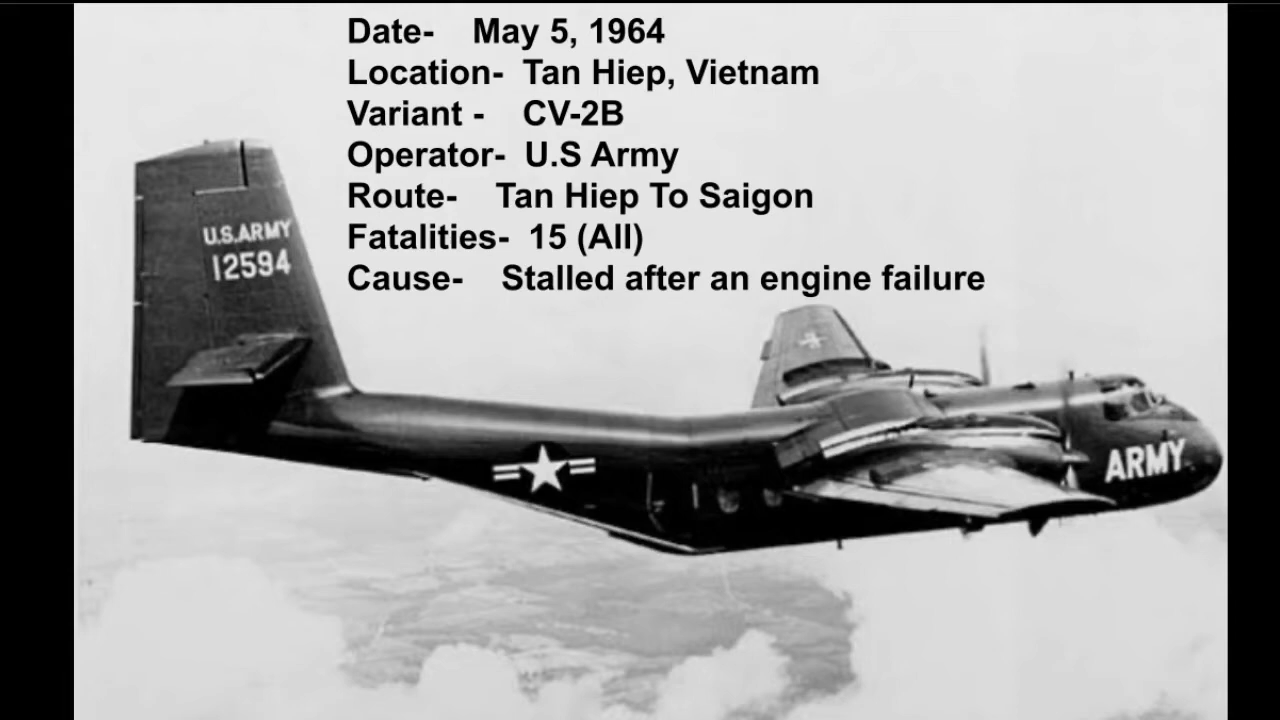 Date- May 5, 1964
Location- Tan Hiep, Vietnam
Variant - CV-2B
Operator- U.S Army
Route- Tan Hiep To Saigon
Fatalities- 15 (All)
Cause- Stalled after an engine failure
U.S.ARMY
12594
ARMY